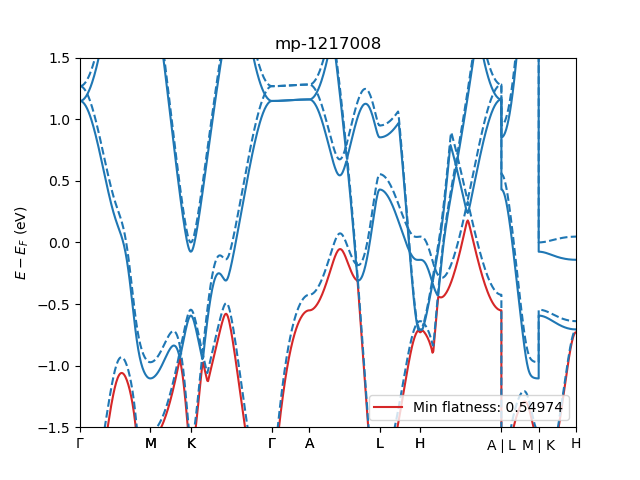 mp-1217008
1.5
1.0
0.5
0.0
−0.5
−1.0
−1.5
E − E_F (eV)
Min flatness: 0.54974
Γ M K Γ A L H A | L M | K H